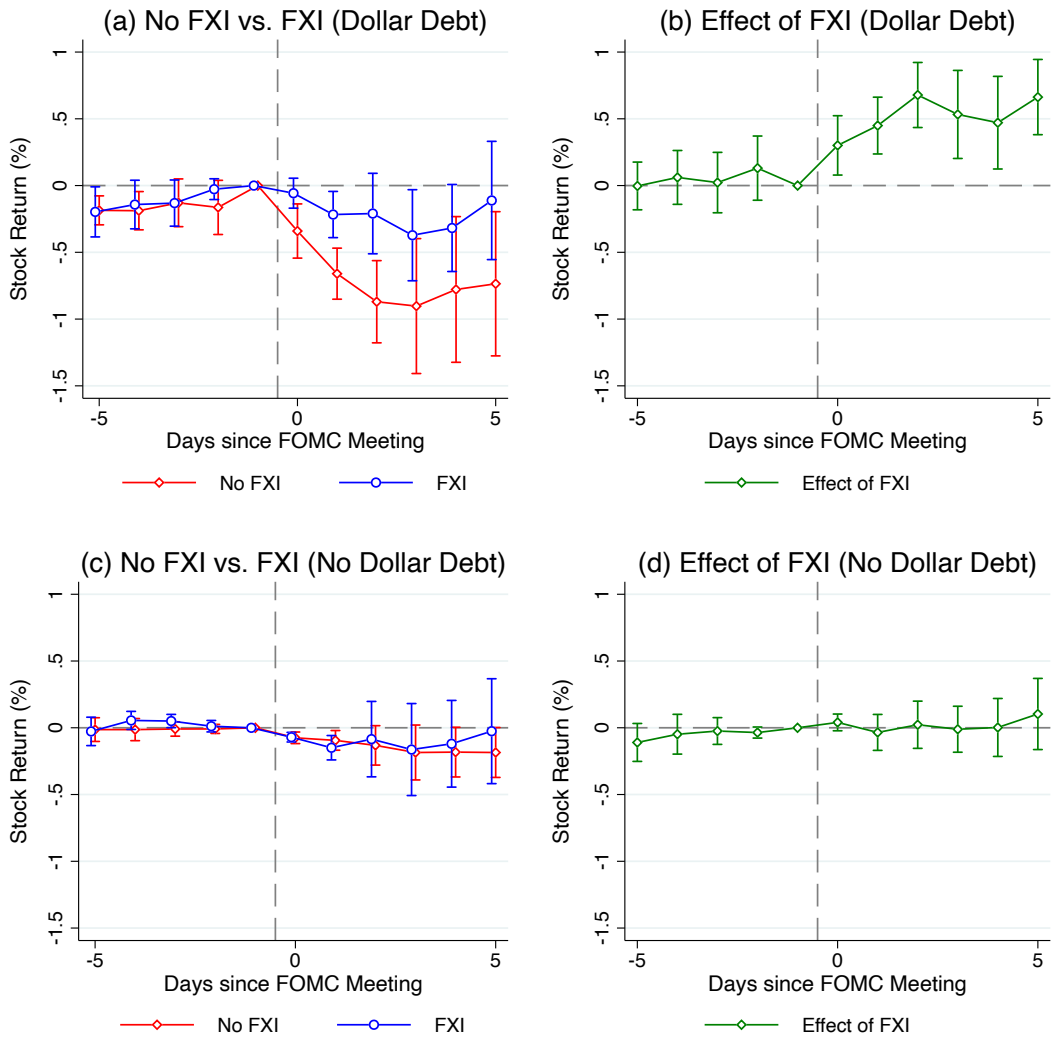 (a) No FXI vs. FXI (Dollar Debt)
Stock Return (%)
1
.5
0
.5
-1
-1.5
-5
0
5
Days since FOMC Meeting
No FXI
FXI
(b) Effect of FXI (Dollar Debt)
Stock Return (%)
1
.5
0
.5
-1
-1.5
-5
0
5
Days since FOMC Meeting
Effect of FXI
(c) No FXI vs. FXI (No Dollar Debt)
Stock Return (%)
1
.5
0
.5
-1
-1.5
-5
0
5
Days since FOMC Meeting
No FXI
FXI
(d) Effect of FXI (No Dollar Debt)
Stock Return (%)
1
.5
0
.5
-1
-1.5
-5
0
5
Days since FOMC Meeting
Effect of FXI